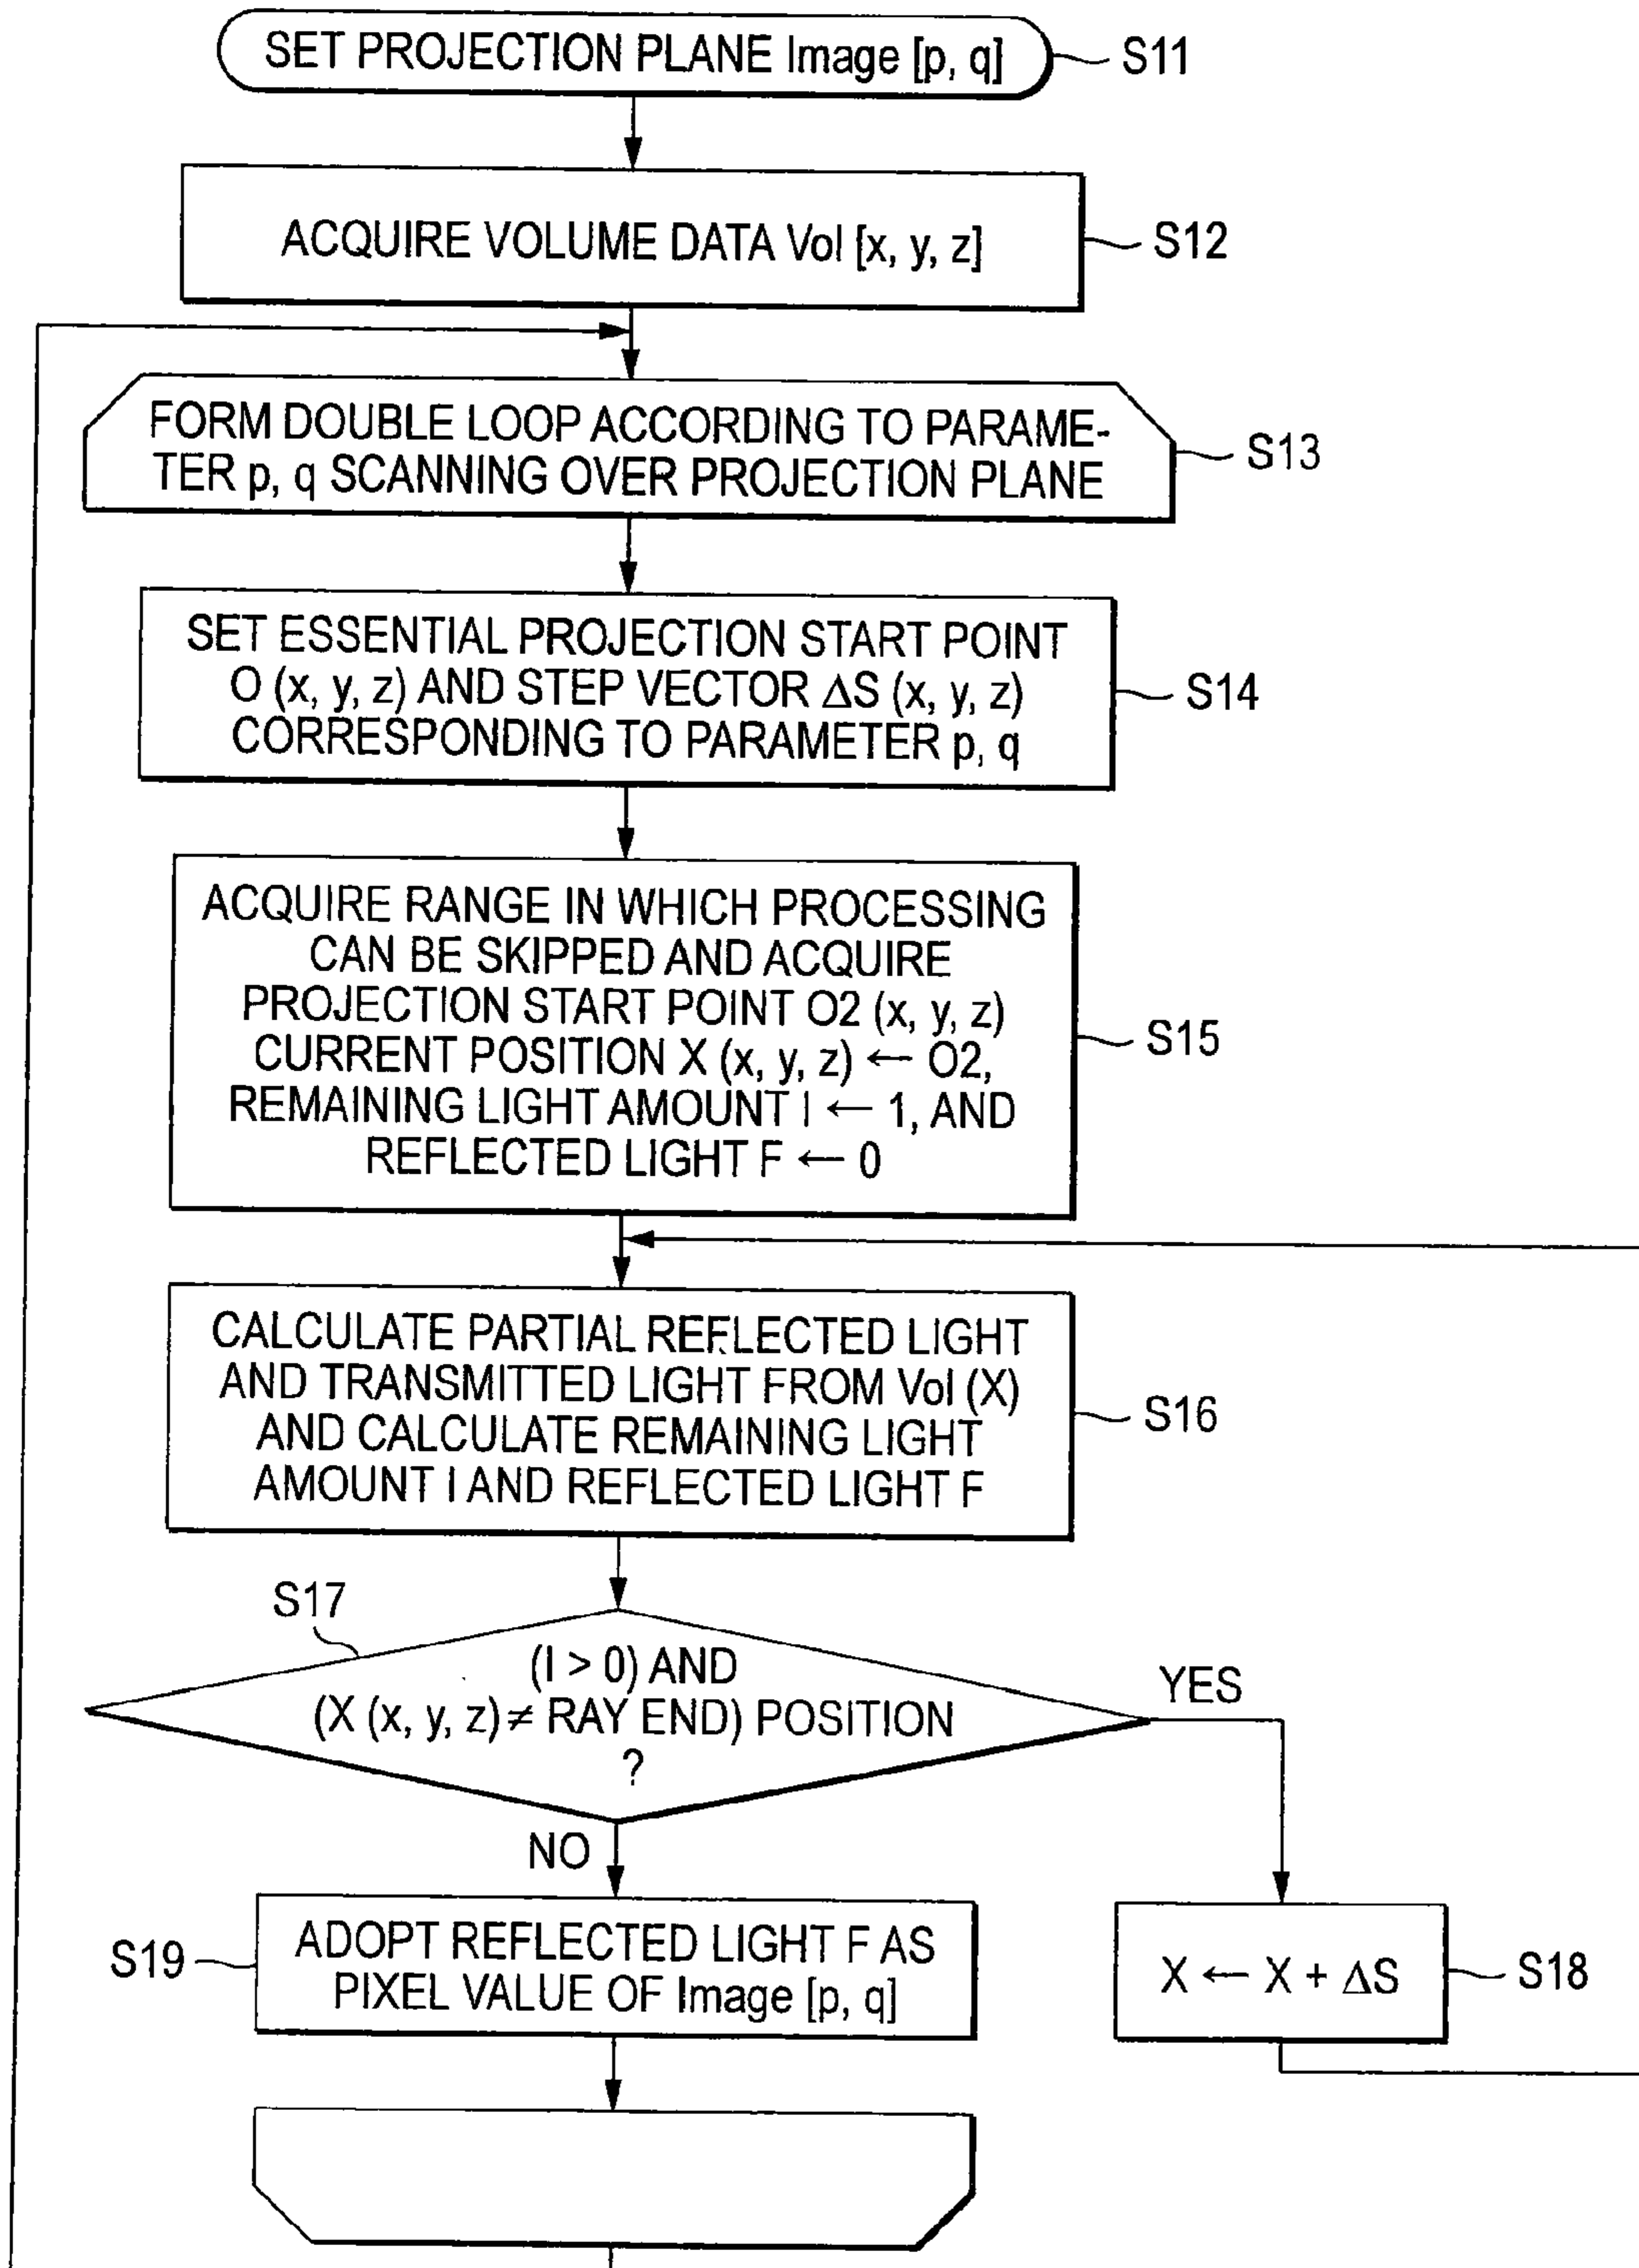 SET PROJECTION PLANE Image [p, q]
S11
ACQUIRE VOLUME DATA Vol [x, y, z]
S12
FORM DOUBLE LOOP ACCORDING TO PARAME-
TER p, q SCANNING OVER PROJECTION PLANE
S13
SET ESSENTIAL PROJECTION START POINT
O (x, y, z) AND STEP VECTOR ΔS (x, y, z)
CORRESPONDING TO PARAMETER p, q
S14
ACQUIRE RANGE IN WHICH PROCESSING
CAN BE SKIPPED AND ACQUIRE
PROJECTION START POINT O2 (x, y, z)
CURRENT POSITION X (x, y, z) ← O2,
REMAINING LIGHT AMOUNT I ← 1, AND
REFLECTED LIGHT F ← 0
S15
CALCULATE PARTIAL REFLECTED LIGHT
AND TRANSMITTED LIGHT FROM Vol (X)
AND CALCULATE REMAINING LIGHT
AMOUNT I AND REFLECTED LIGHT F
S16
S17
(I > 0) AND
(X (x, y, z) ≠ RAY END) POSITION
?
YES
NO
S19
ADOPT REFLECTED LIGHT F AS
PIXEL VALUE OF Image [p, q]
X ← X + ΔS
S18